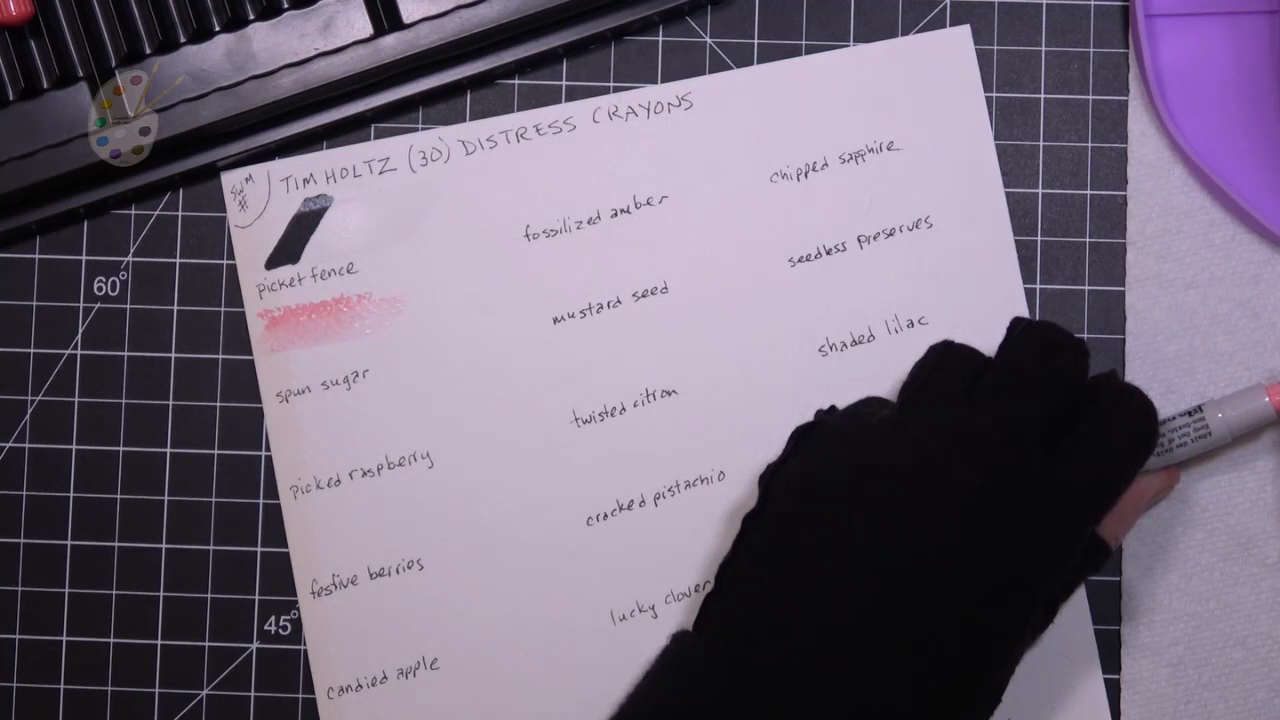 SWM
#
TIM HOLTZ (30) DISTRESS CRAYONS
picket fence
spun sugar
picked raspberry
festive berries
candied apple
fossilized amber
mustard seed
twisted citron
cracked pistachio
lucky clover
chipped sapphire
seedless preserves
shaded lilac
60°
45°